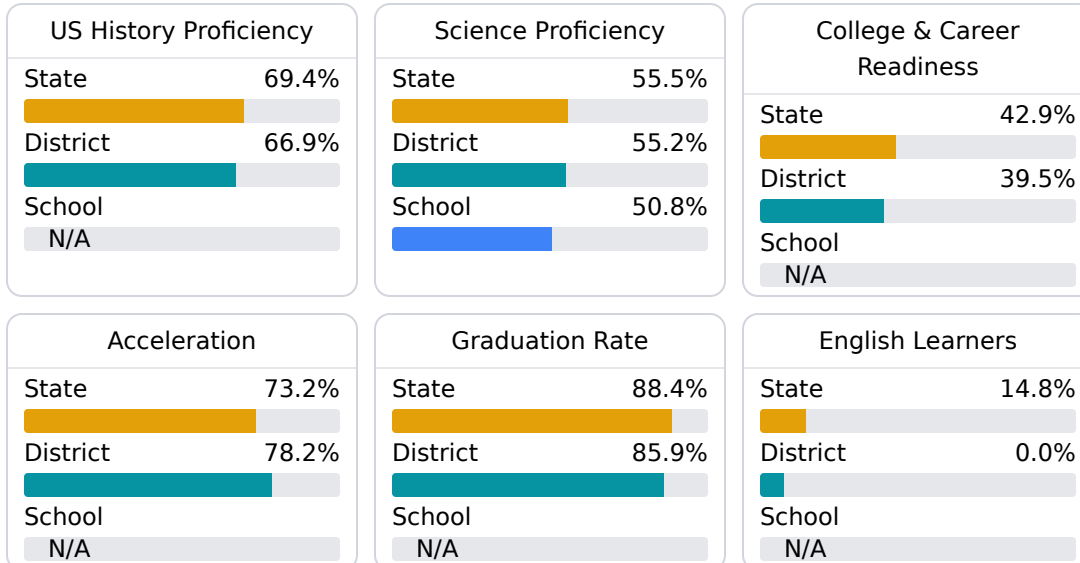 US History Proficiency
State 69.4%
District 66.9%
School
N/A
Science Proficiency
State 55.5%
District 55.2%
School 50.8%
College & Career
Readiness
State 42.9%
District 39.5%
School
N/A
Acceleration
State 73.2%
District 78.2%
School
N/A
Graduation Rate
State 88.4%
District 85.9%
School
N/A
English Learners
State 14.8%
District 0.0%
School
N/A